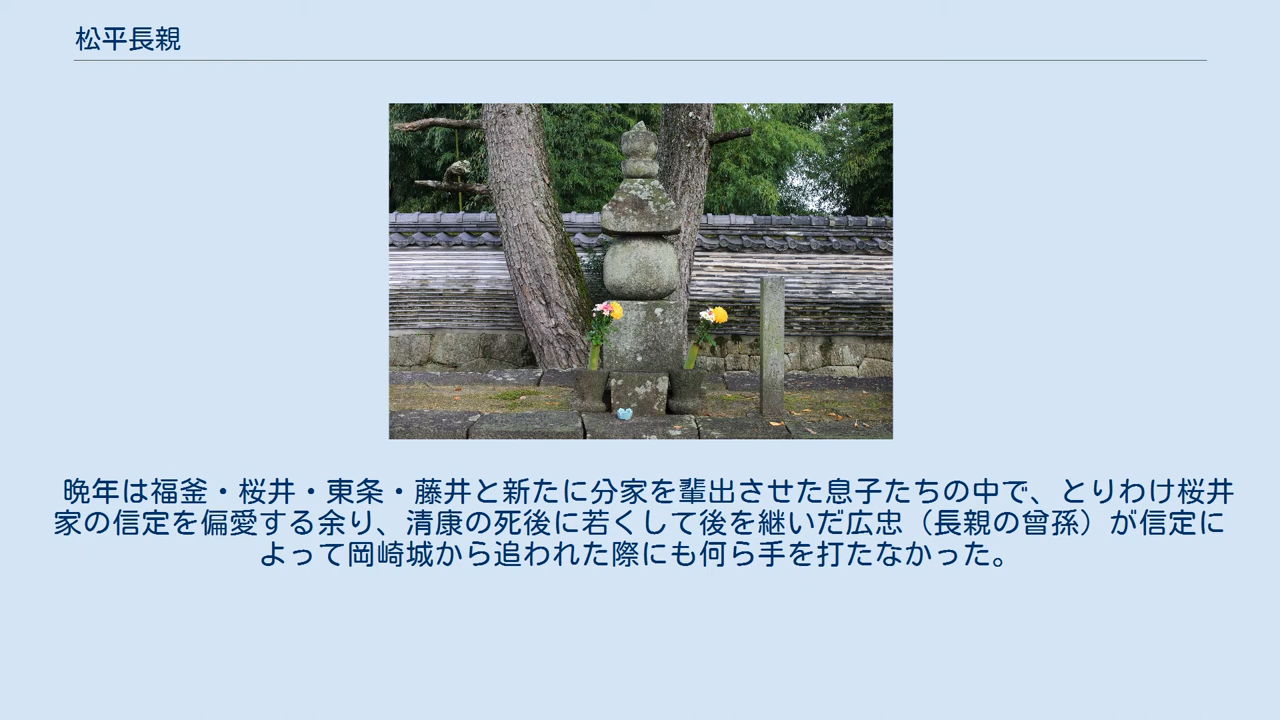 松平長親
晩年は福釜・桜井・東条・藤井と新たに分家を輩出させた息子たちの中で、とりわけ桜井
家の信定を偏愛する余り、清康の死後に若くして後を継いだ広忠（長親の曾孫）が信定に
よって岡崎城から追われた際にも何ら手を打たなかった。